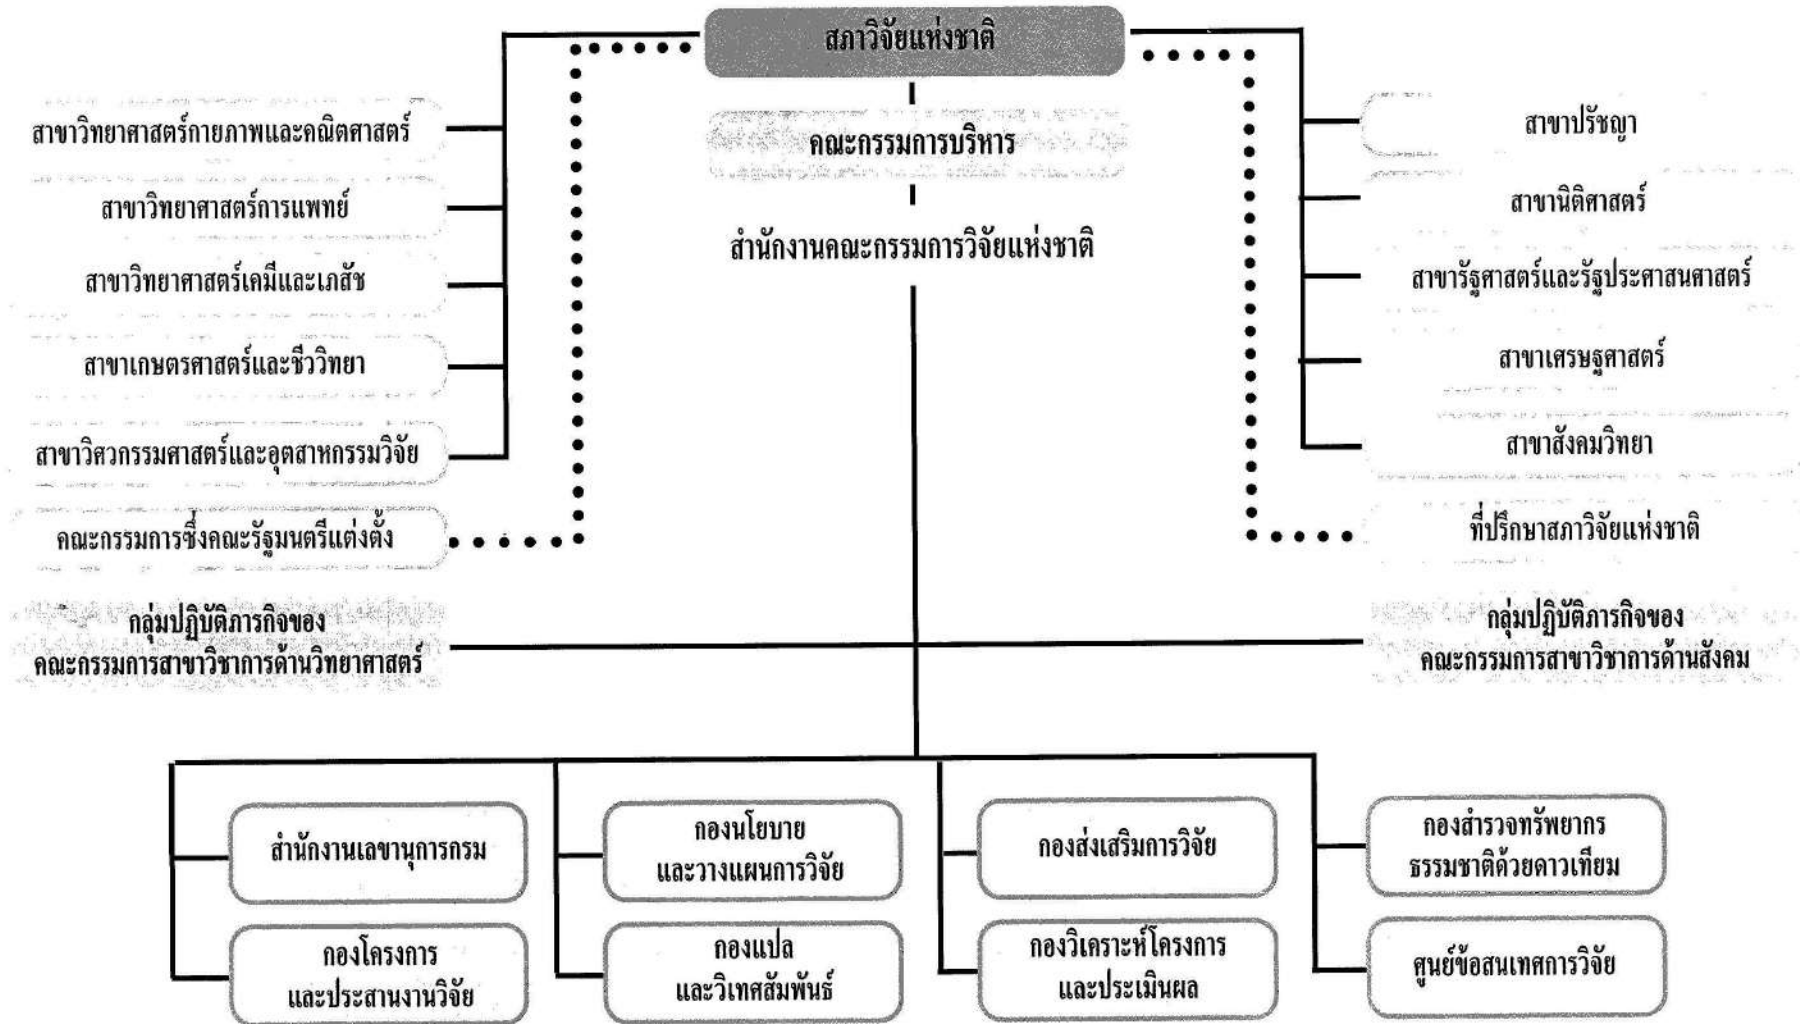 สภาวิจัยแห่งชาติ
คณะกรรมการบริหาร
สำนักงานคณะกรรมการวิจัยแห่งชาติ
สาขาวิทยาศาสตร์กายภาพและคณิตศาสตร์
สาขาวิทยาศาสตร์การแพทย์
สาขาวิทยาศาสตร์เคมีและเภสัช
สาขาเกษตรศาสตร์และชีววิทยา
สาขาวิศวกรรมศาสตร์และอุตสาหกรรมวิจัย
คณะกรรมการซึ่งคณะรัฐมนตรีแต่งตั้ง
กลุ่มปฏิบัติภารกิจของ
คณะกรรมการสาขาวิชาการด้านวิทยาศาสตร์
สาขาปรัชญา
สาขานิติศาสตร์
สาขารัฐศาสตร์และรัฐประศาสนศาสตร์
สาขาเศรษฐศาสตร์
สาขาสังคมวิทยา
ที่ปรึกษาสภาวิจัยแห่งชาติ
กลุ่มปฏิบัติภารกิจของ
คณะกรรมการสาขาวิชาการด้านสังคม
สำนักงานเลขานุการกรม
กองนโยบาย
และวางแผนการวิจัย
กองส่งเสริมการวิจัย
กองสำรวจทรัพยากร
ธรรมชาติด้วยดาวเทียม
กองโครงการ
และประสานงานวิจัย
กองแปล
และวิเทศสัมพันธ์
กองวิเคราะห์โครงการ
และประเมินผล
ศูนย์ข้อสนเทศการวิจัย